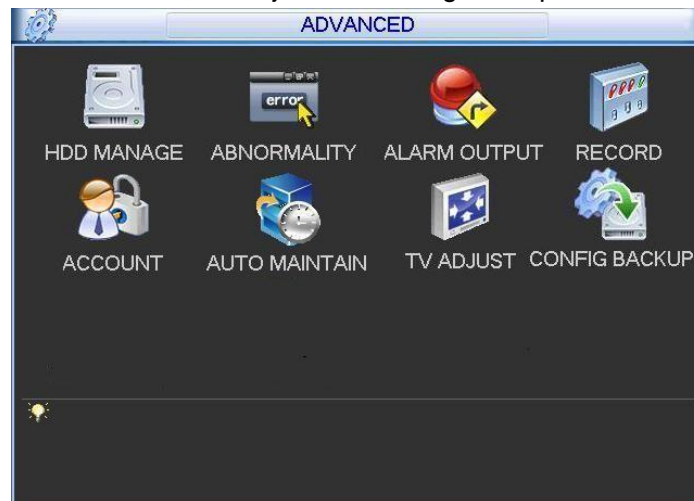 ADVANCED
error
HDD MANAGE ABNORMALITY ALARM OUTPUT RECORD
ACCOUNT AUTO MAINTAIN TV ADJUST CONFIG BACKUP